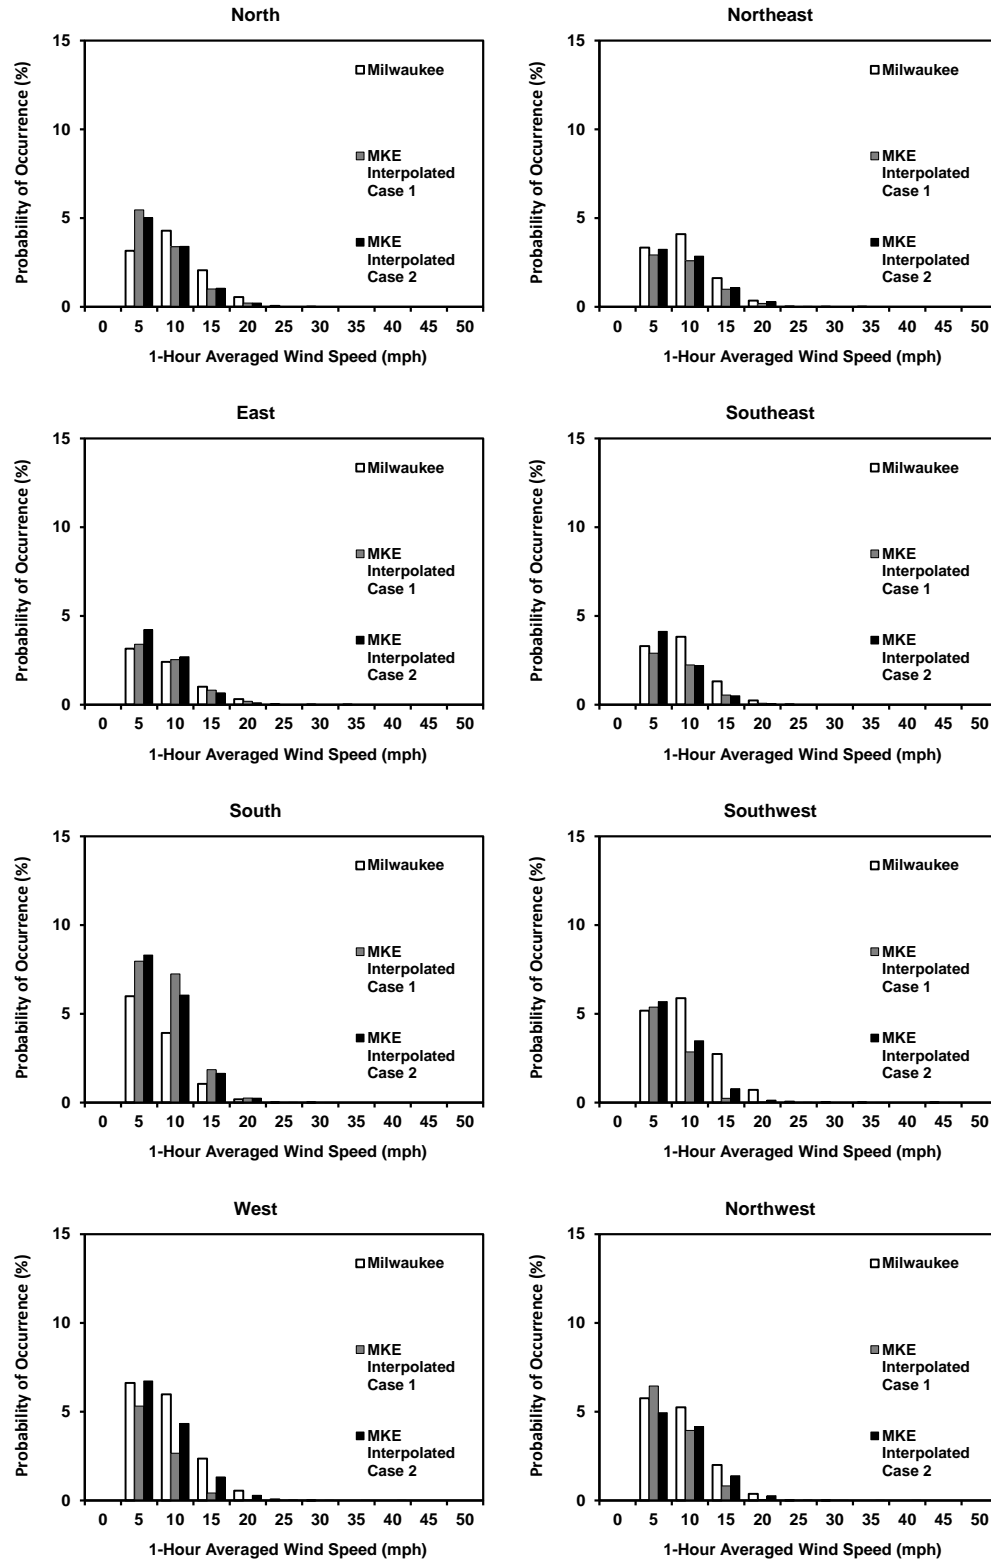 North
Probability of Occurrence (%)
15
10
5
0
Milwaukee
MKE
Interpolated
Case 1
MKE
Interpolated
Case 2
0 5 10 15 20 25 30 35 40 45 50
1-Hour Averaged Wind Speed (mph)
Northeast
Probability of Occurrence (%)
15
10
5
0
Milwaukee
MKE
Interpolated
Case 1
MKE
Interpolated
Case 2
0 5 10 15 20 25 30 35 40 45 50
1-Hour Averaged Wind Speed (mph)
East
Probability of Occurrence (%)
15
10
5
0
Milwaukee
MKE
Interpolated
Case 1
MKE
Interpolated
Case 2
0 5 10 15 20 25 30 35 40 45 50
1-Hour Averaged Wind Speed (mph)
Southeast
Probability of Occurrence (%)
15
10
5
0
Milwaukee
MKE
Interpolated
Case 1
MKE
Interpolated
Case 2
0 5 10 15 20 25 30 35 40 45 50
1-Hour Averaged Wind Speed (mph)
South
Probability of Occurrence (%)
15
10
5
0
Milwaukee
MKE
Interpolated
Case 1
MKE
Interpolated
Case 2
0 5 10 15 20 25 30 35 40 45 50
1-Hour Averaged Wind Speed (mph)
Southwest
Probability of Occurrence (%)
15
10
5
0
Milwaukee
MKE
Interpolated
Case 1
MKE
Interpolated
Case 2
0 5 10 15 20 25 30 35 40 45 50
1-Hour Averaged Wind Speed (mph)
West
Probability of Occurrence (%)
15
10
5
0
Milwaukee
MKE
Interpolated
Case 1
MKE
Interpolated
Case 2
0 5 10 15 20 25 30 35 40 45 50
1-Hour Averaged Wind Speed (mph)
Northwest
Probability of Occurrence (%)
15
10
5
0
Milwaukee
MKE
Interpolated
Case 1
MKE
Interpolated
Case 2
0 5 10 15 20 25 30 35 40 45 50
1-Hour Averaged Wind Speed (mph)